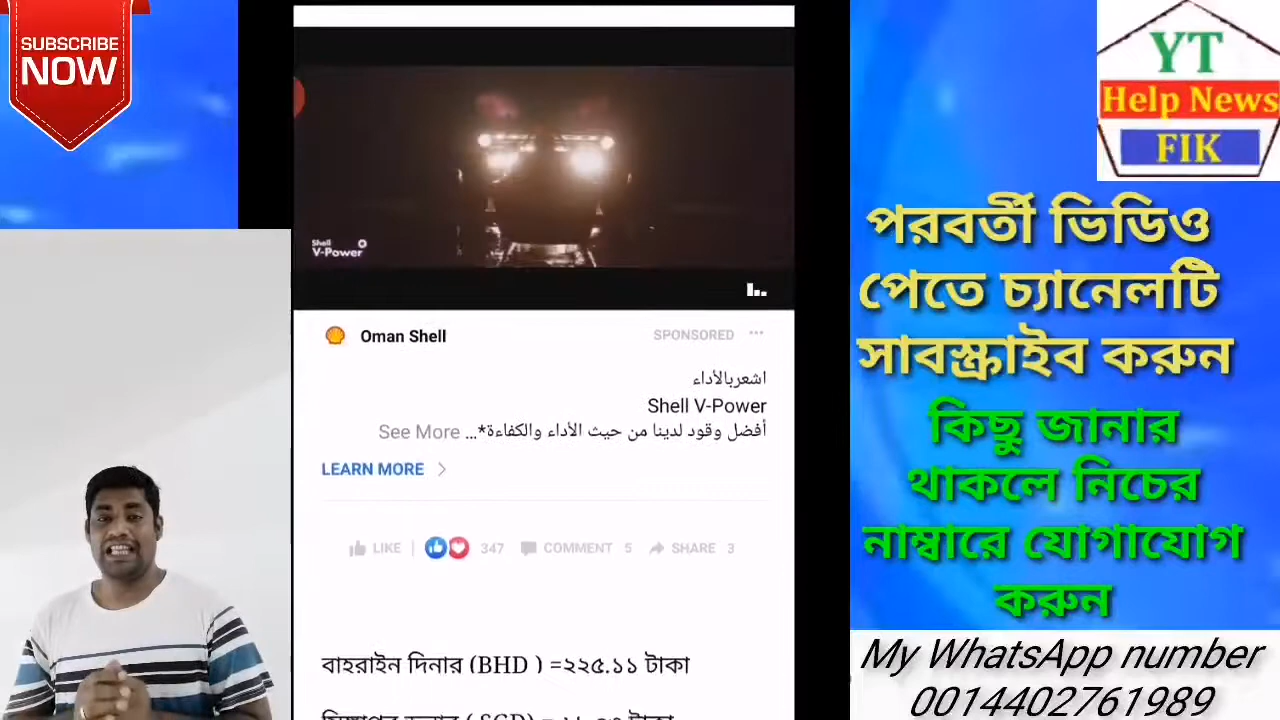 SUBSCRIBE
NOW
Shell
V-Power
Oman Shell
SPONSORED
اشعربالأداء
Shell V-Power
أفضل وقود لدينا من حيث الأداء والكفاءة*... See More
LEARN MORE
LIKE
347
COMMENT 5
SHARE 3
বাহরাইন দিনার (BHD ) =২২৫.১১ টাকা
YT
Help News
FIK
পরবর্তী ভিডিও
পেতে চ্যানেলটি
সাবস্ক্রাইব করুন
কিছু জানার
থাকলে নিচের
নাম্বারে যোগাযোগ
করুন
My WhatsApp number
0014402761989